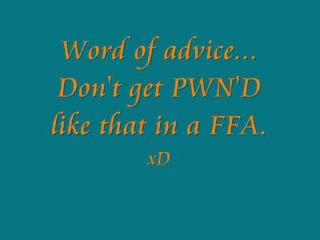 Word of advice...
Don't get PWN'D
like that in a FFA.
xD